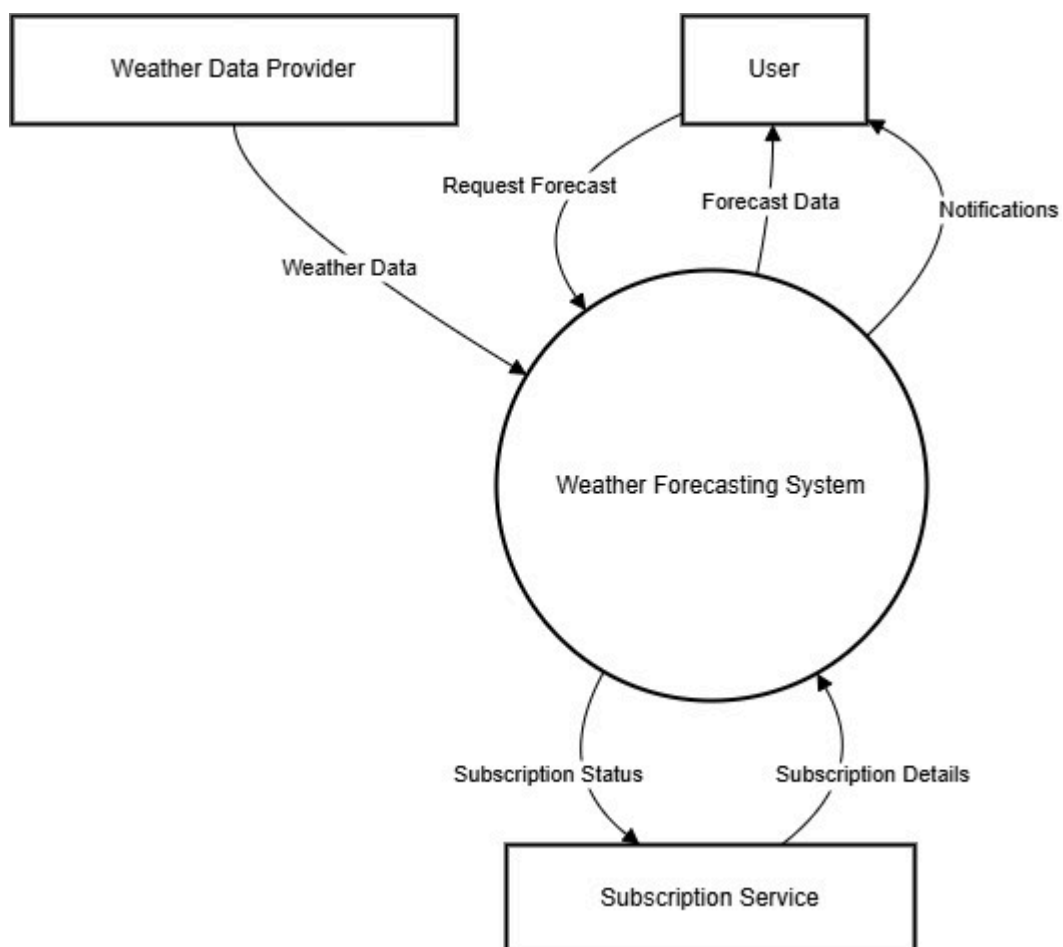 Weather Data Provider
User
Request Forecast
Forecast Data
Notifications
Weather Data
Weather Forecasting System
Subscription Status
Subscription Details
Subscription Service